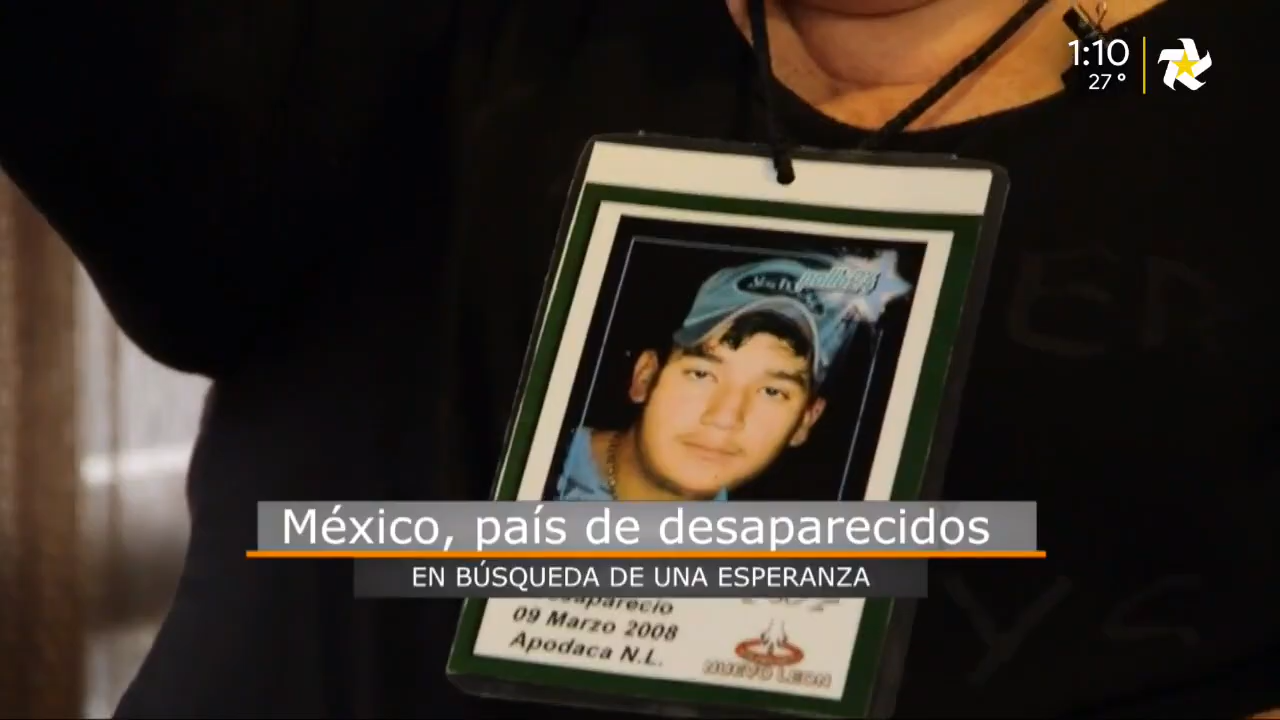 1:10
27°
México, país de desaparecidos
EN BÚSQUEDA DE UNA ESPERANZA
09 Marzo 2008
Apodaca N.L.
NUEVO LEON